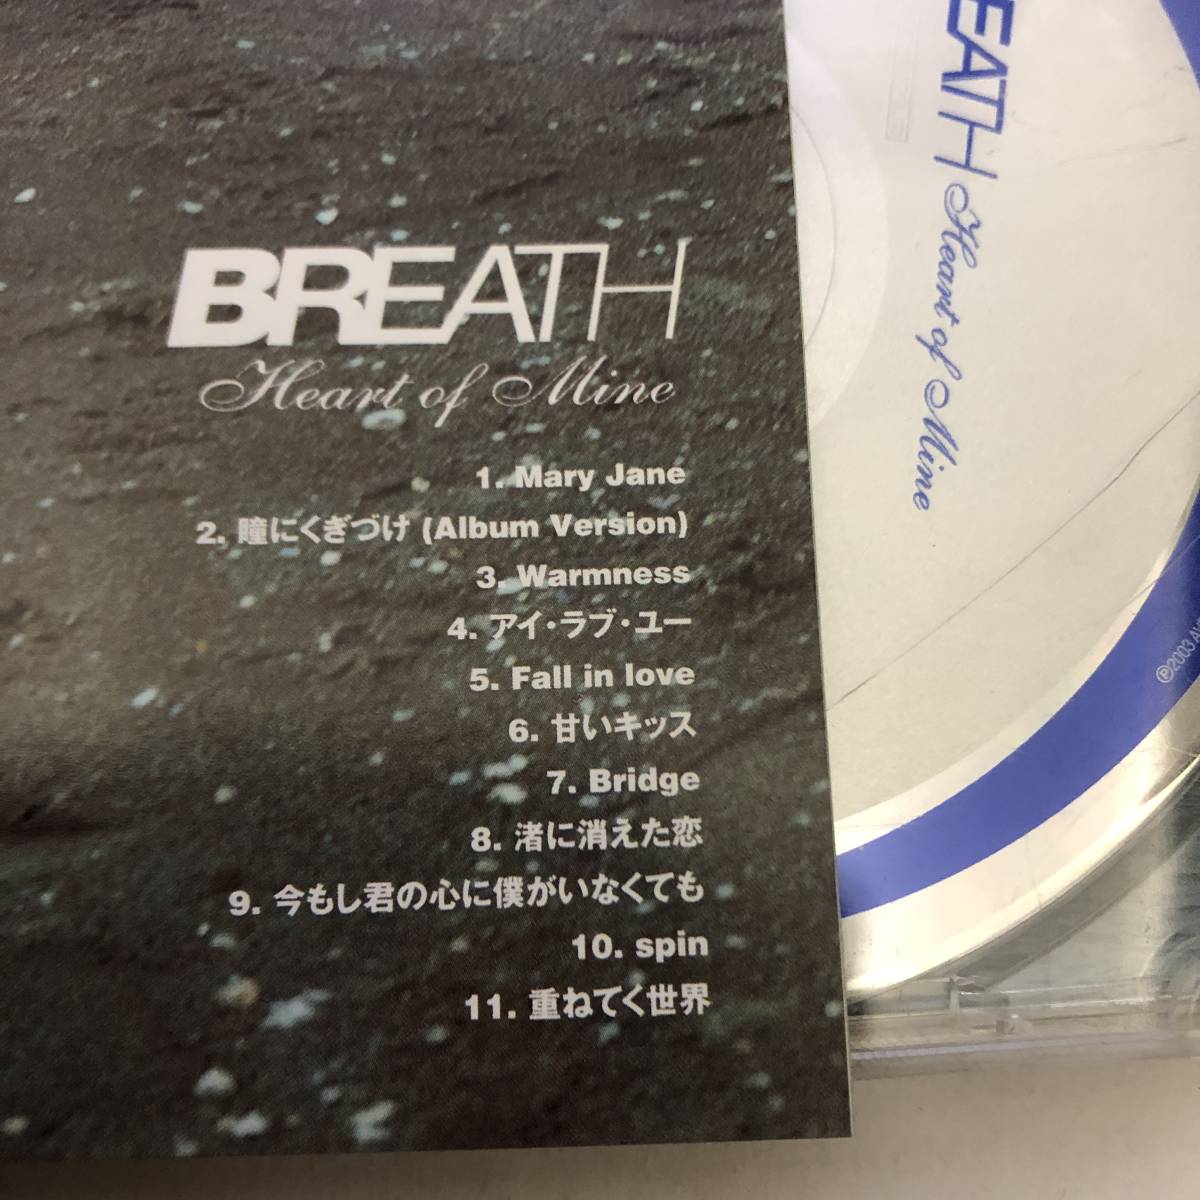 BREATH
Heart of Mine
1. Mary Jane
2. 瞳にくぎづけ (Album Version)
3. Warmness
4. アイ・ラブ・ユー
5. Fall in love
6. 甘いキッス
7. Bridge
8. 渚に消えた恋
9. 今もし君の心に僕がいなくても
10. spin
11. 重ねてく世界
EATH
Heart of Mine
℗2003